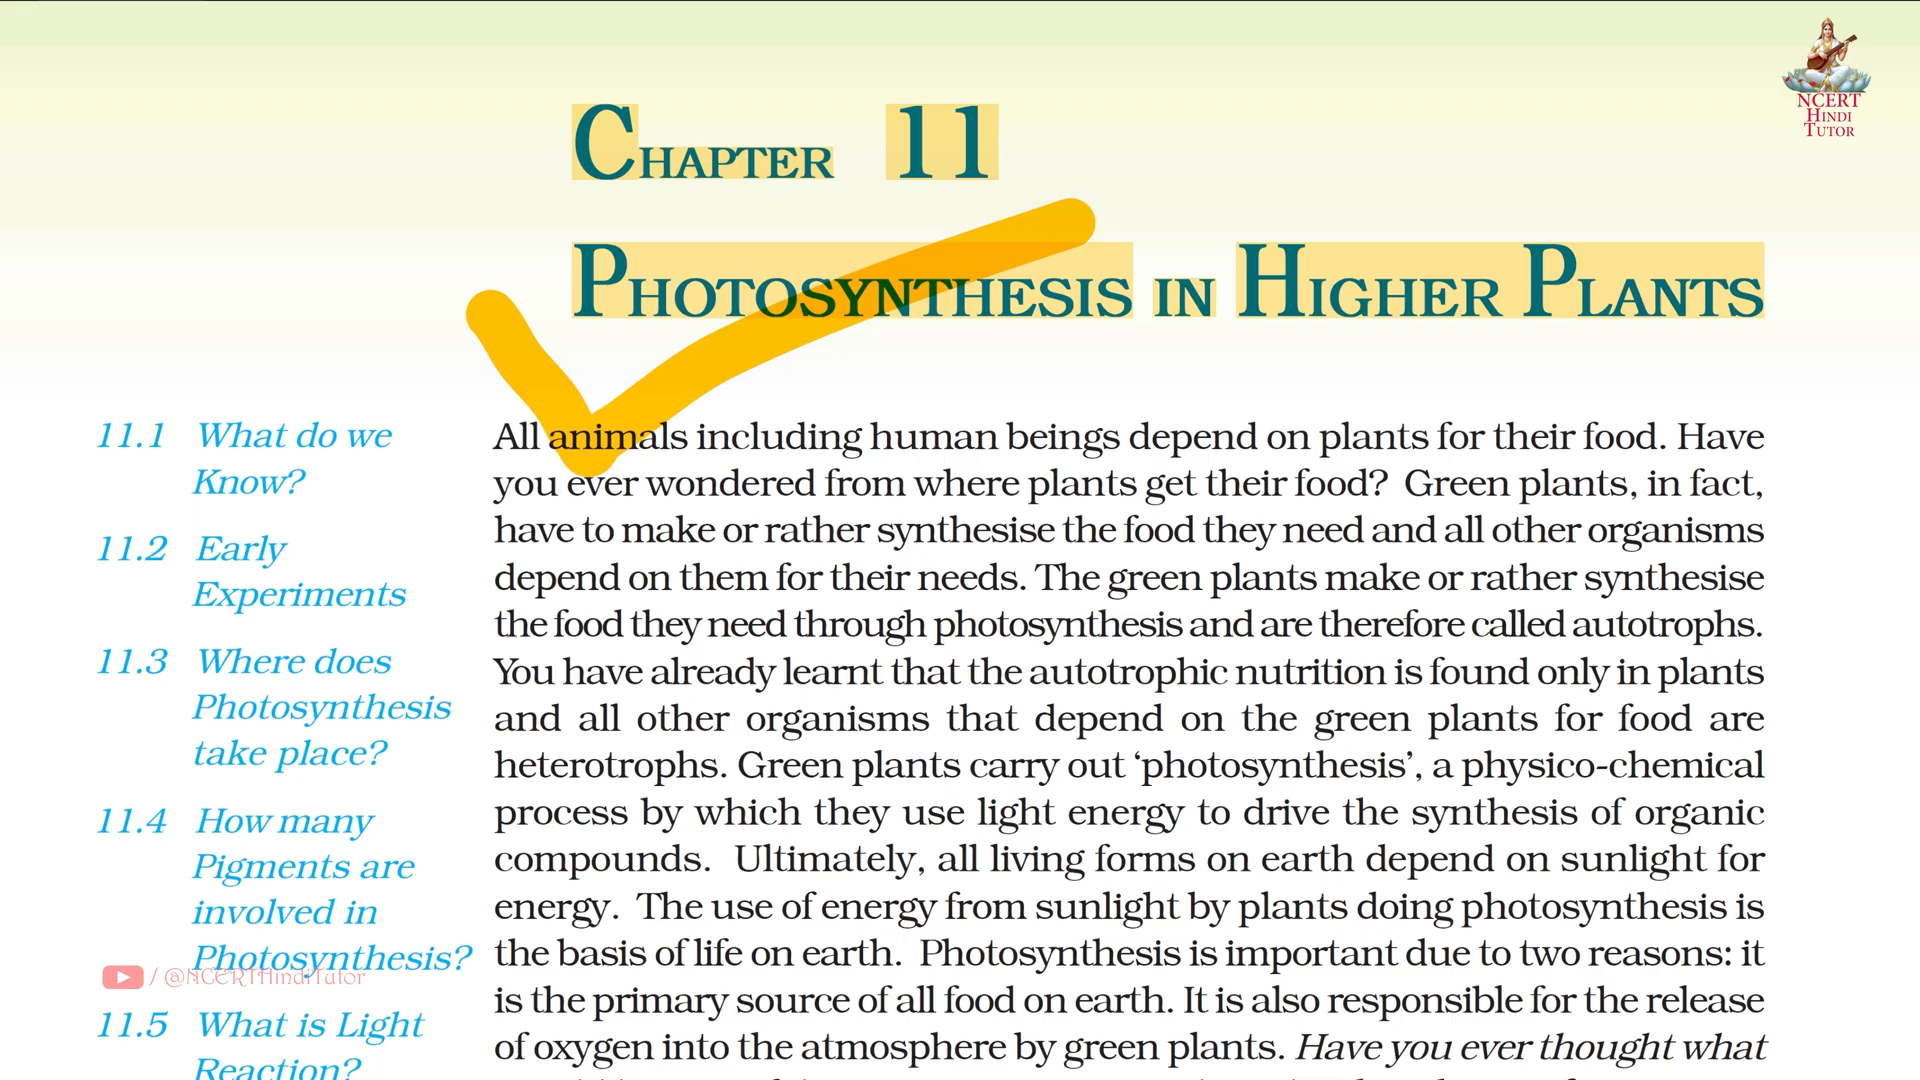 NCERT
HINDI
TUTOR
CHAPTER 11
PHOTOSYNTHESIS IN HIGHER PLANTS
11.1 What do we
Know?
11.2 Early
Experiments
11.3 Where does
Photosynthesis
take place?
11.4 How many
Pigments are
involved in
Photosynthesis?
11.5 What is Light
Reaction?
All animals including human beings depend on plants for their food. Have
you ever wondered from where plants get their food? Green plants, in fact,
have to make or rather synthesise the food they need and all other organisms
depend on them for their needs. The green plants make or rather synthesise
the food they need through photosynthesis and are therefore called autotrophs.
You have already learnt that the autotrophic nutrition is found only in plants
and all other organisms that depend on the green plants for food are
heterotrophs. Green plants carry out ‘photosynthesis’, a physico-chemical
process by which they use light energy to drive the synthesis of organic
compounds. Ultimately, all living forms on earth depend on sunlight for
energy. The use of energy from sunlight by plants doing photosynthesis is
the basis of life on earth. Photosynthesis is important due to two reasons: it
is the primary source of all food on earth. It is also responsible for the release
of oxygen into the atmosphere by green plants. Have you ever thought what
/ @NCERTHindiTutor